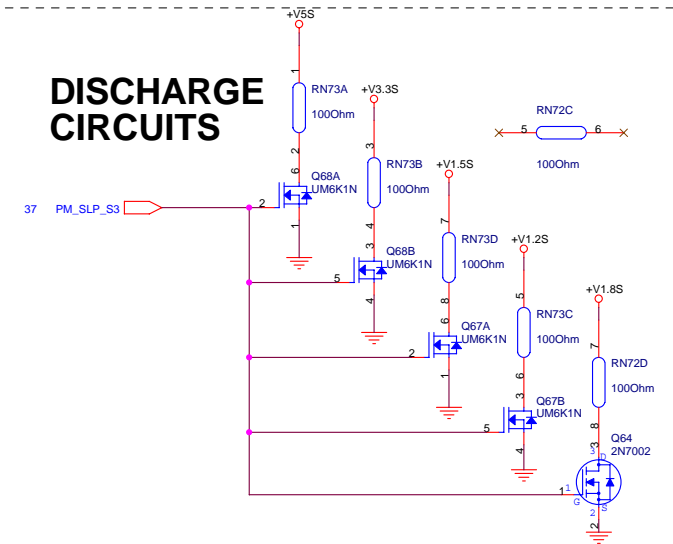 +V5S
DISCHARGE
CIRCUITS
1
RN73A
100Ohm
2
+V3.3S
3
RN73B
100Ohm
4
RN72C
5
6
100Ohm
+V1.5S
7
RN73D
100Ohm
8
37 PM_SLP_S3
6
Q68A
UM6K1N
2
1
3
Q68B
UM6K1N
5
4
+V1.2S
5
RN73C
100Ohm
6
6
Q67A
UM6K1N
2
1
+V1.8S
7
RN72D
100Ohm
8
3
Q67B
UM6K1N
5
4
Q64
2N7002
3
3
D
1
1
G
S
2
2